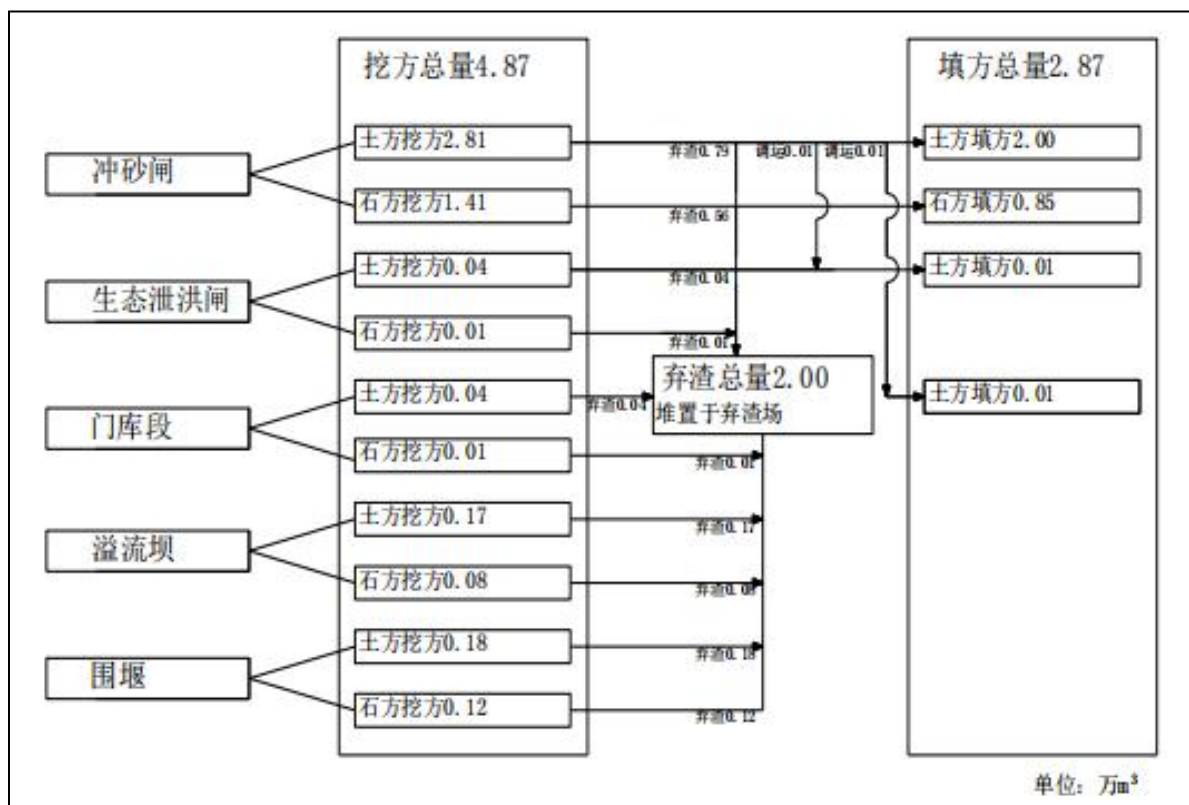 挖方总量4.87
填方总量2.87
冲砂闸
土方挖方2.81
弃渣0.79
调运0.01
调运0.01
土方填方2.00
石方挖方1.41
弃渣0.56
石方填方0.85
生态泄洪闸
土方挖方0.04
弃渣0.04
土方填方0.01
石方挖方0.01
弃渣0.01
弃渣总量2.00
堆置于弃渣场
门库段
土方挖方0.04
弃渣0.04
土方填方0.01
石方挖方0.01
弃渣0.01
溢流坝
土方挖方0.17
弃渣0.17
石方挖方0.08
弃渣0.08
围堰
土方挖方0.18
弃渣0.18
石方挖方0.12
弃渣0.12
单位：万m³